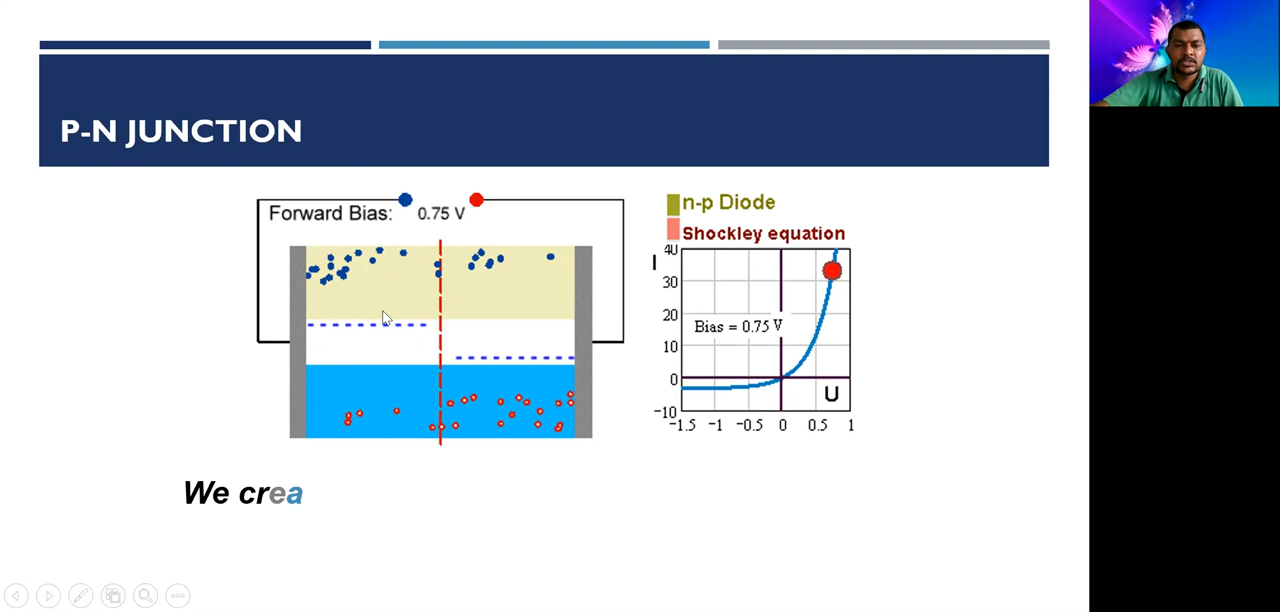 P-N JUNCTION
Forward Bias: 0.75 V
n-p Diode
Shockley equation
I
40
30
20
10
0
-10
Bias = 0.75 V
U
-1.5 -1 -0.5 0 0.5 1
We crea